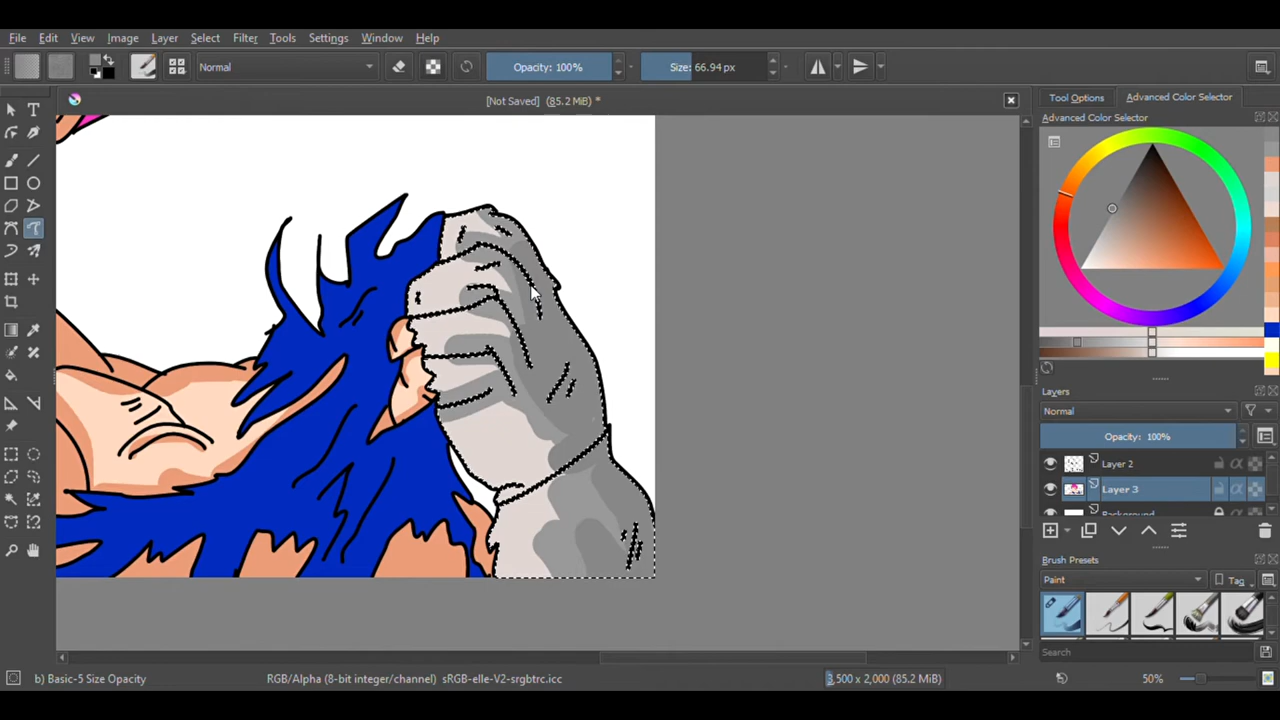 File Edit View Image Layer Select Filter Tools Settings Window Help
Normal Opacity: 100% Size: 66.94 px
[Not Saved] (85.2 MiB) *
Tool Options Advanced Color Selector
Advanced Color Selector
Layers
Normal
Opacity: 100%
Layer 2
Layer 3
Background
Brush Presets
Paint Tag
Search
b) Basic-5 Size Opacity RGB/Alpha (8-bit integer/channel) sRGB-elle-V2-srgbtrc.icc 3,500 x 2,000 (85.2 MiB) 50%